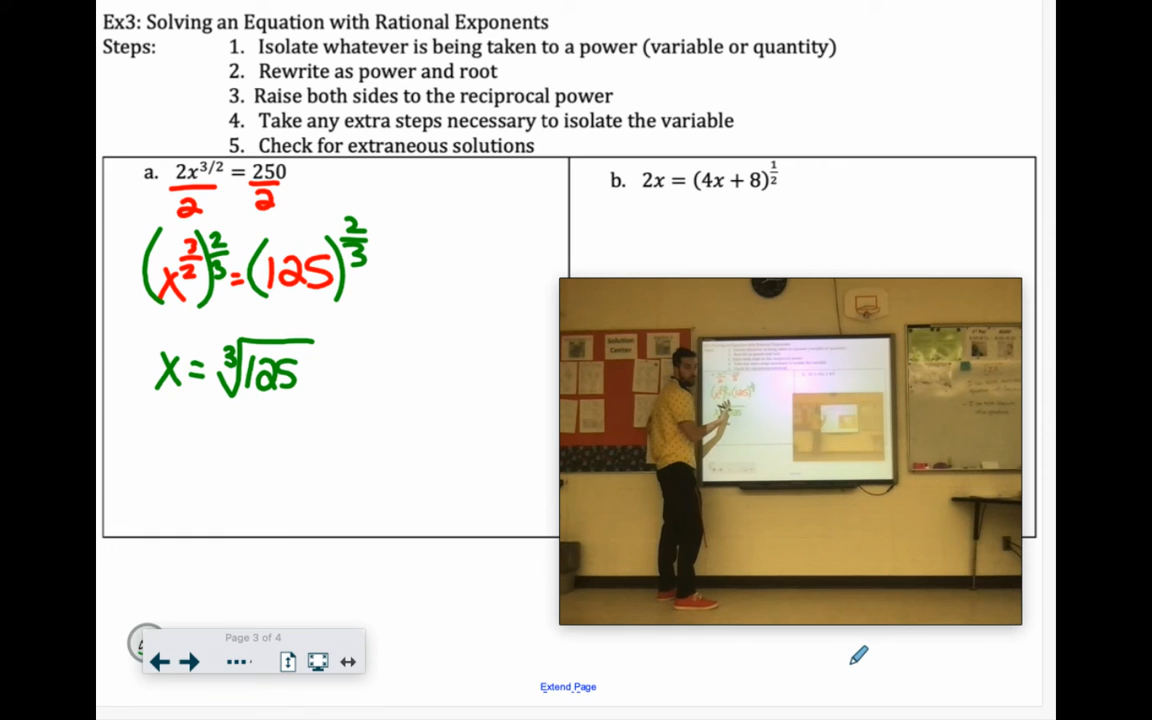 Ex3: Solving an Equation with Rational Exponents
Steps: 1. Isolate whatever is being taken to a power (variable or quantity)
2. Rewrite as power and root
3. Raise both sides to the reciprocal power
4. Take any extra steps necessary to isolate the variable
5. Check for extraneous solutions
a. 2x^{3/2} = 250
2 2
(x^{3/2})^{2/3} = (125)^{2/3}
x = ∛125
b. 2x = (4x + 8)^{1/2}
Solution
Center
Page 3 of 4
Extend Page